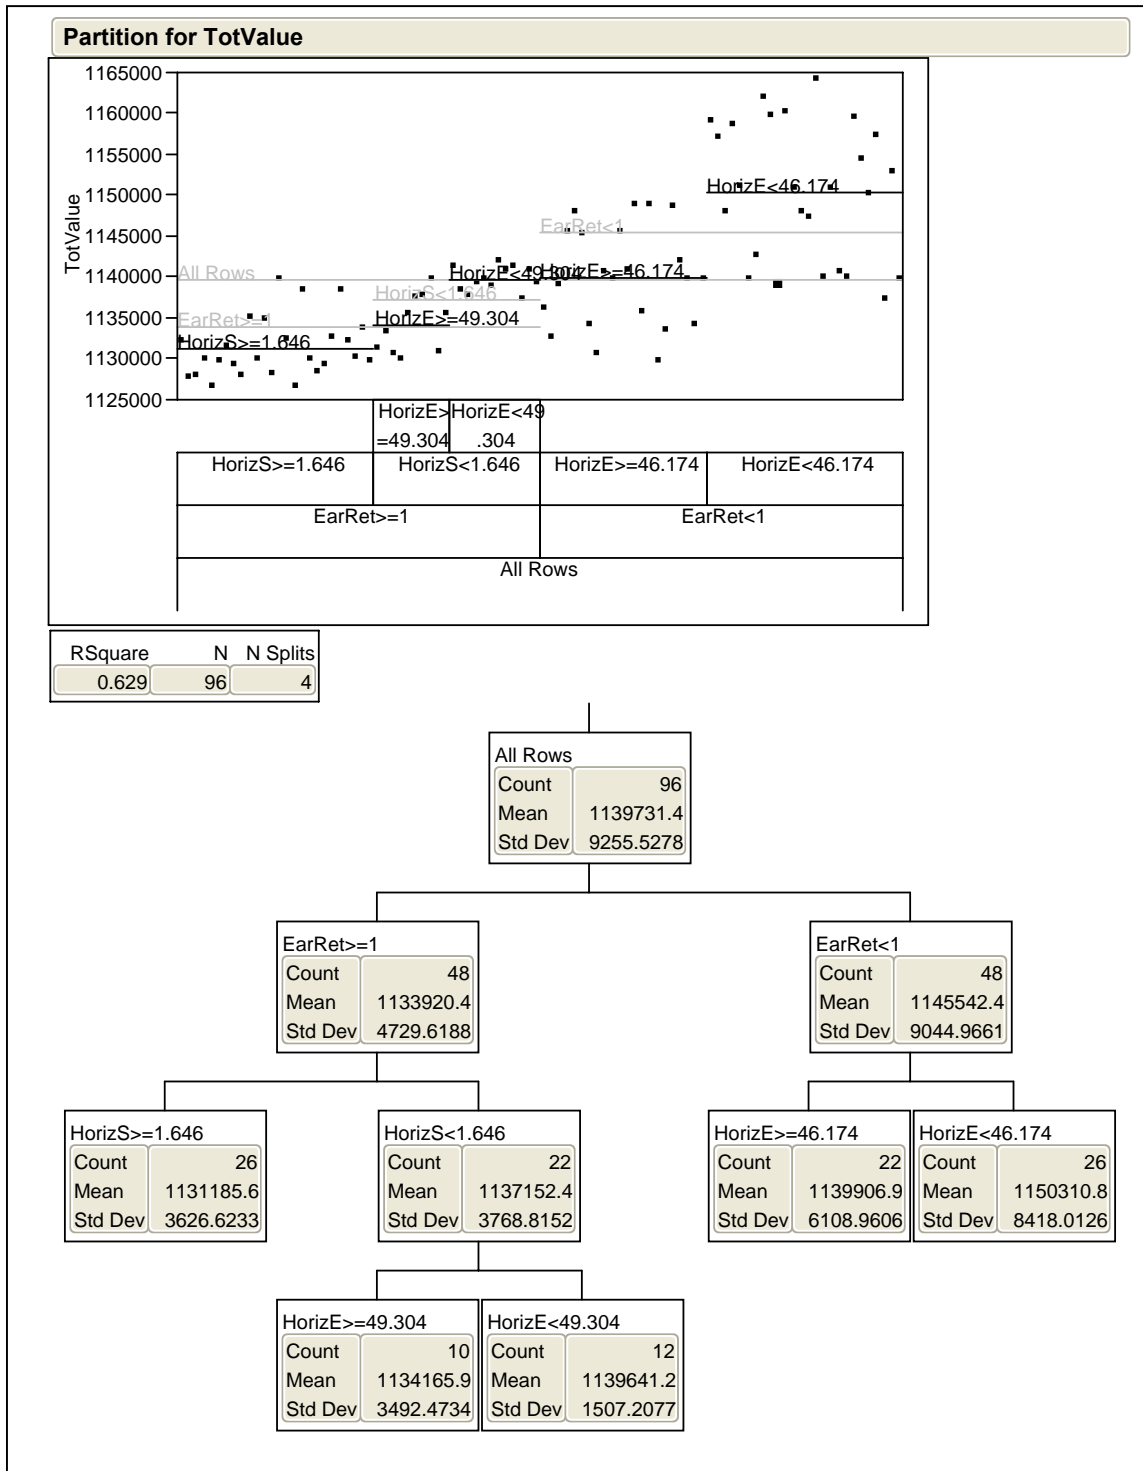 Partition for TotValue
1165000
1160000
1155000
1150000
1145000
1140000
1135000
1130000
1125000
TotValue
HorizE<46.174
EarRet<1
All Rows
HorizE<49.304
HorizE>=46.174
HorizS<1.646
EarRet>=1
HorizE>=49.304
HorizS>=1.646
HorizE> HorizE<49
=49.304 .304
HorizS>=1.646 HorizS<1.646 HorizE>=46.174 HorizE<46.174
EarRet>=1 EarRet<1
All Rows
RSquare N N Splits
0.629 96 4
All Rows
Count 96
Mean 1139731.4
Std Dev 9255.5278
EarRet>=1
Count 48
Mean 1133920.4
Std Dev 4729.6188
EarRet<1
Count 48
Mean 1145542.4
Std Dev 9044.9661
HorizS>=1.646
Count 26
Mean 1131185.6
Std Dev 3626.6233
HorizS<1.646
Count 22
Mean 1137152.4
Std Dev 3768.8152
HorizE>=46.174
Count 22
Mean 1139906.9
Std Dev 6108.9606
HorizE<46.174
Count 26
Mean 1150310.8
Std Dev 8418.0126
HorizE>=49.304
Count 10
Mean 1134165.9
Std Dev 3492.4734
HorizE<49.304
Count 12
Mean 1139641.2
Std Dev 1507.2077